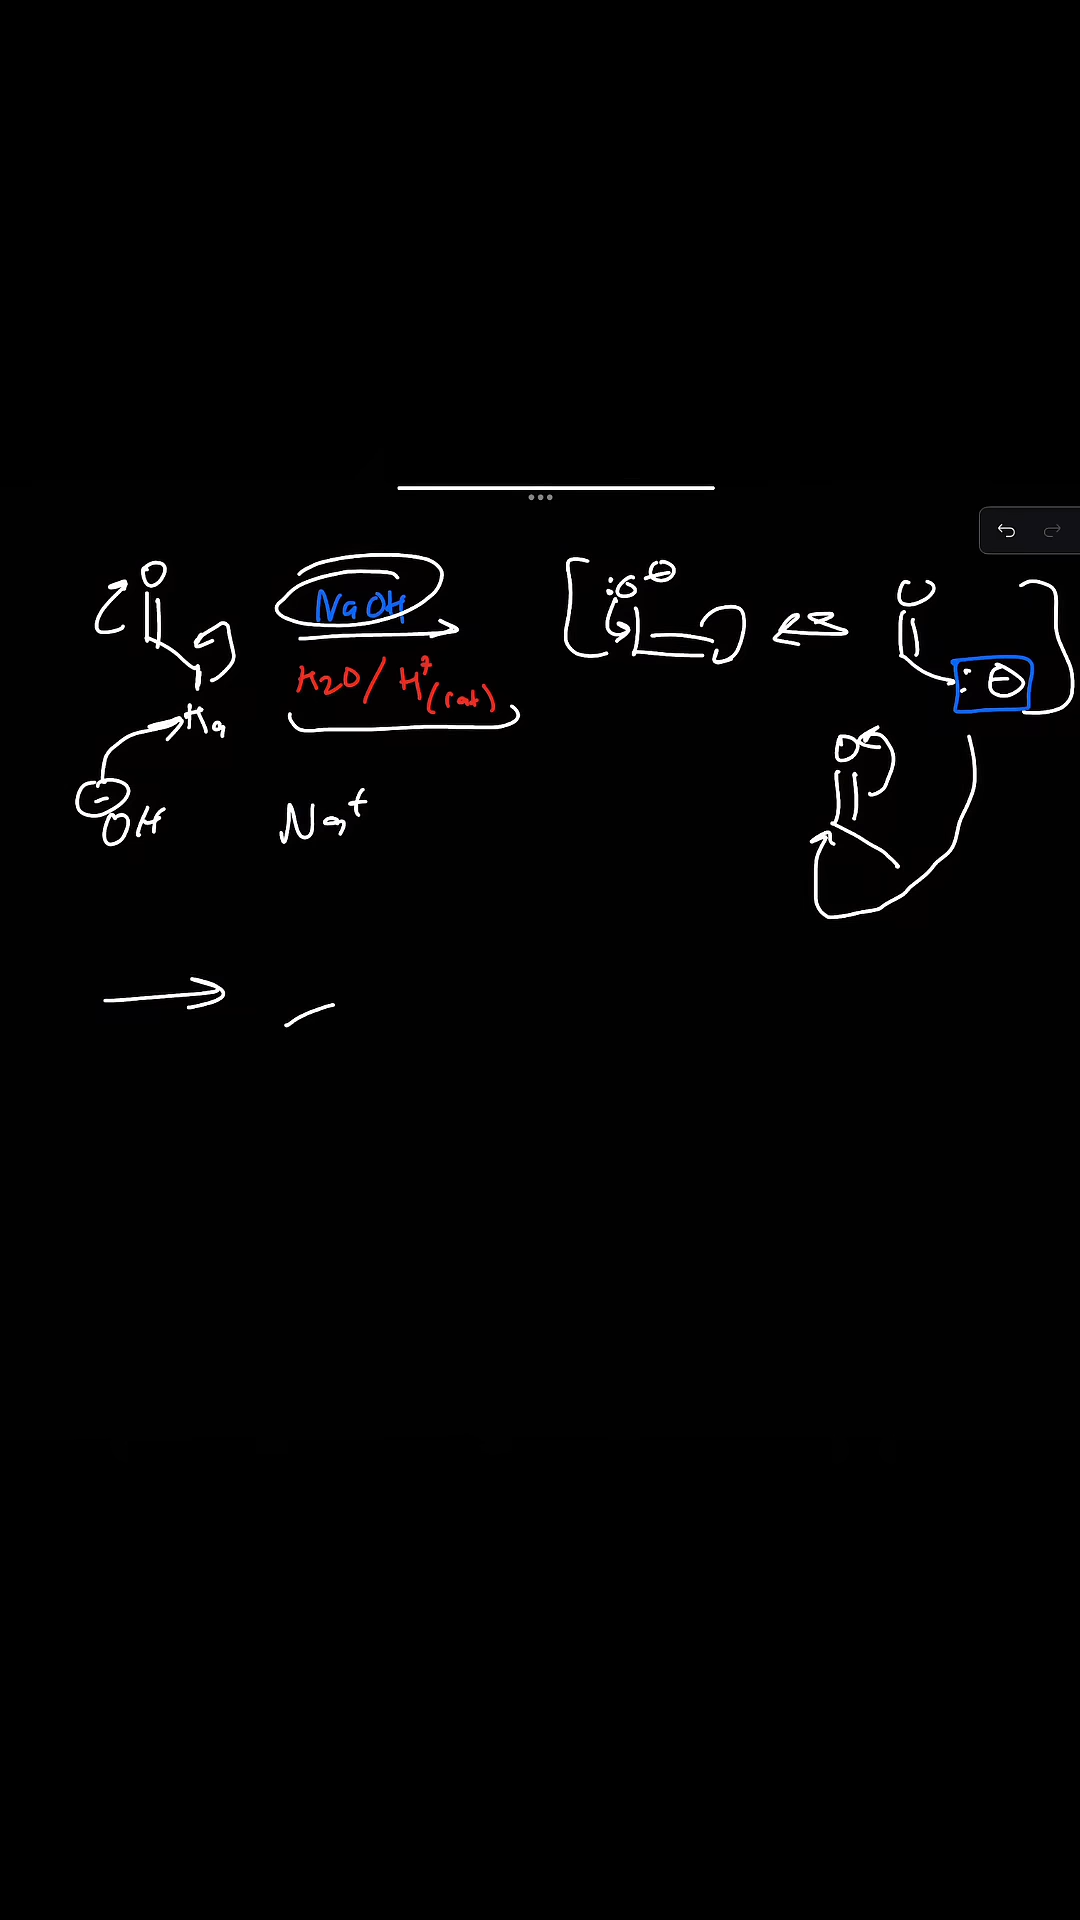 O
NaOH
H₂O / H⁺ (cat)
Hₐ
⊖
OH
Na⁺
:O ⊖
O
: ⊖
O